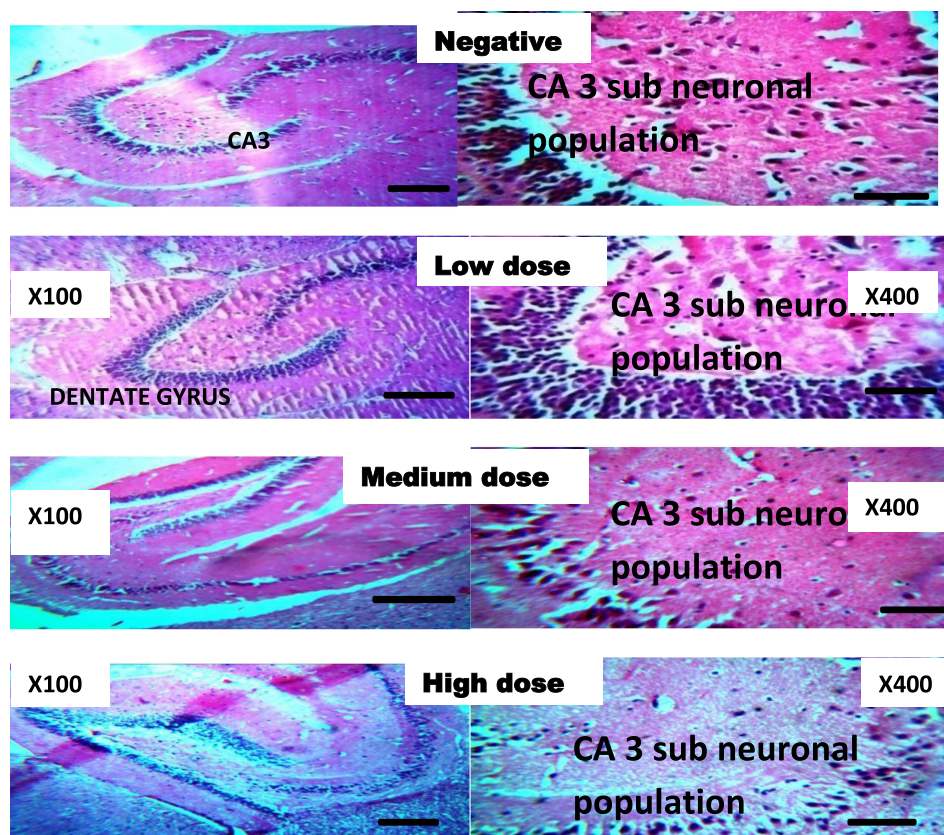 Negative
CA 3 sub neuronal
population
CA3
Low dose
X100
CA 3 sub neuronal
X400
population
DENTATE GYRUS
Medium dose
X100
CA 3 sub neuro
X400
population
X100
High dose
X400
CA 3 sub neuronal
population